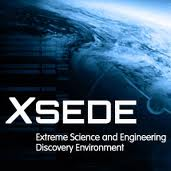 XSEDE
Extreme Science and Engineering
Discovery Environment